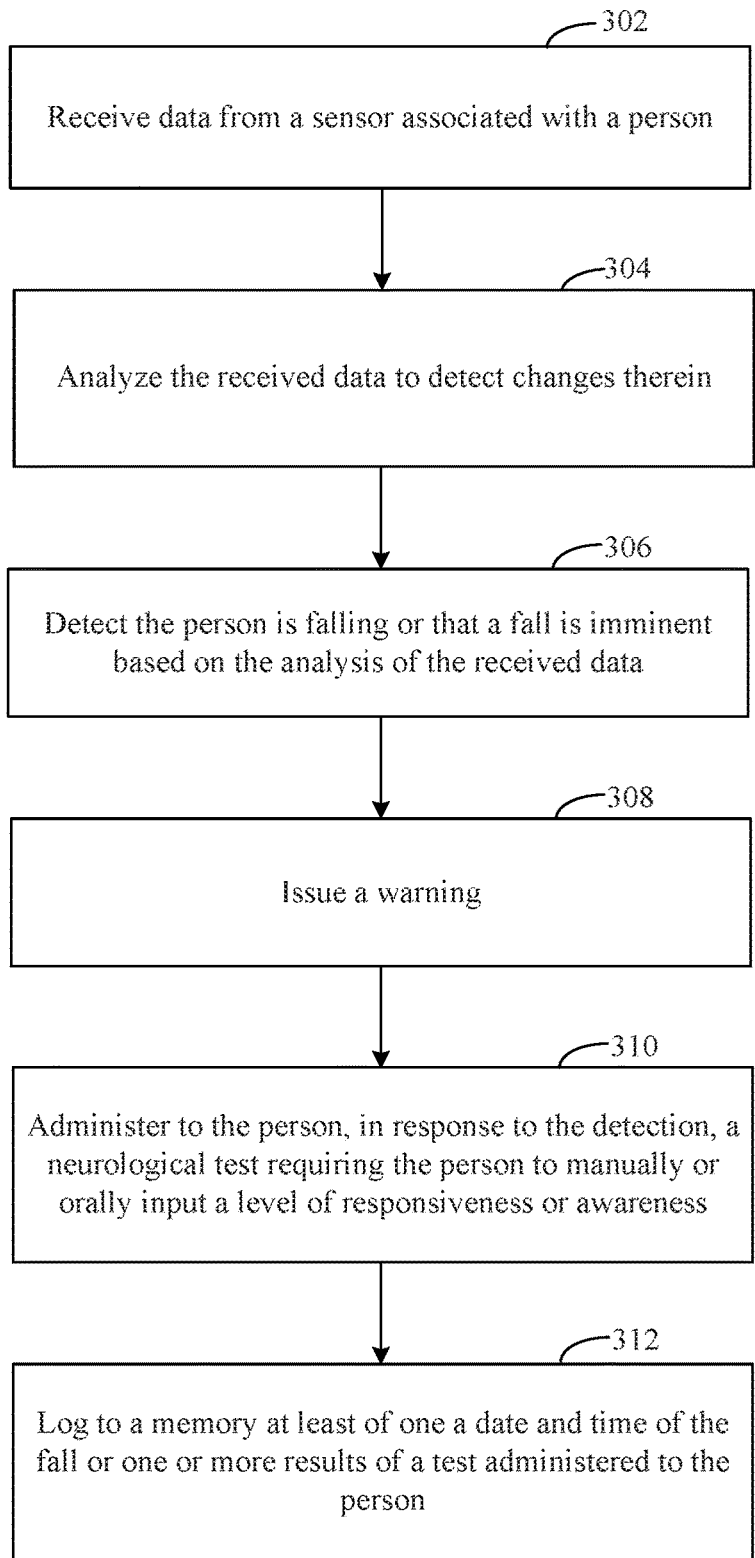 302
Receive data from a sensor associated with a person
304
Analyze the received data to detect changes therein
306
Detect the person is falling or that a fall is imminent
based on the analysis of the received data
308
Issue a warning
310
Administer to the person, in response to the detection, a
neurological test requiring the person to manually or
orally input a level of responsiveness or awareness
312
Log to a memory at least of one a date and time of the
fall or one or more results of a test administered to the
person